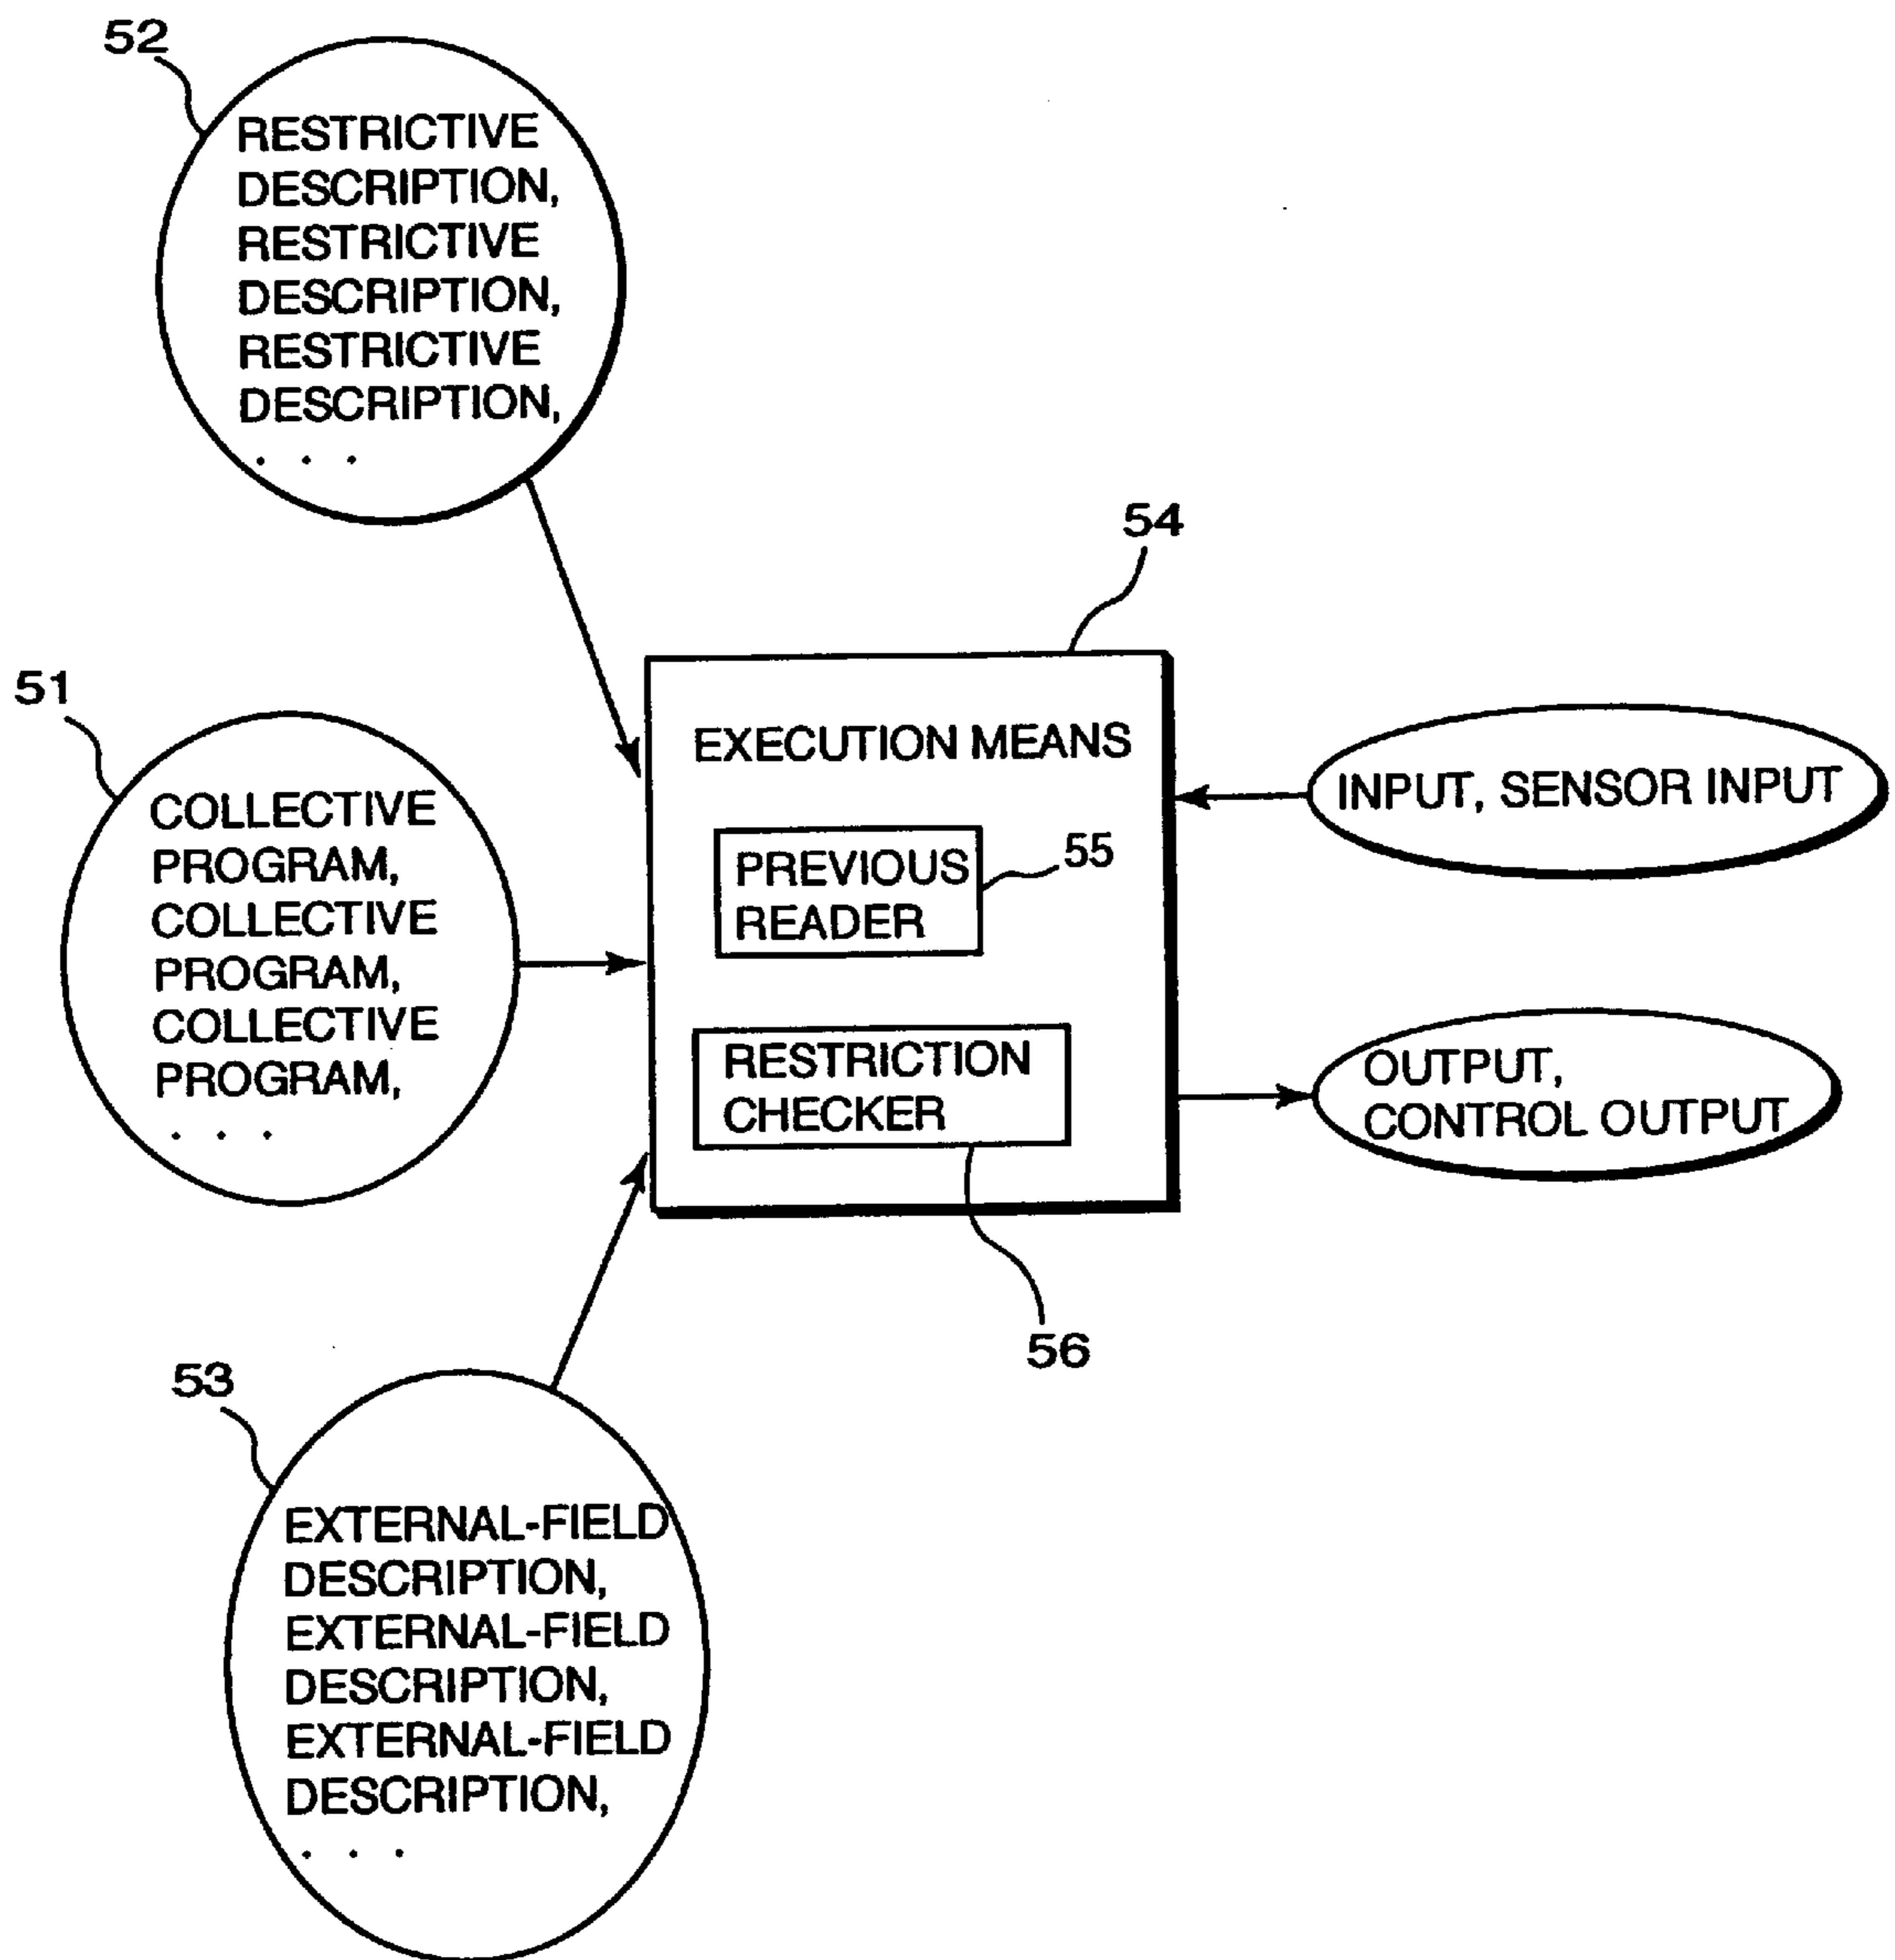 52
RESTRICTIVE
DESCRIPTION,
RESTRICTIVE
DESCRIPTION,
RESTRICTIVE
DESCRIPTION,
. . .
54
51
COLLECTIVE
PROGRAM,
COLLECTIVE
PROGRAM,
COLLECTIVE
PROGRAM,
. . .
EXECUTION MEANS
PREVIOUS
READER
55
RESTRICTION
CHECKER
56
INPUT, SENSOR INPUT
OUTPUT,
CONTROL OUTPUT
53
EXTERNAL-FIELD
DESCRIPTION,
EXTERNAL-FIELD
DESCRIPTION,
EXTERNAL-FIELD
DESCRIPTION,
. . .